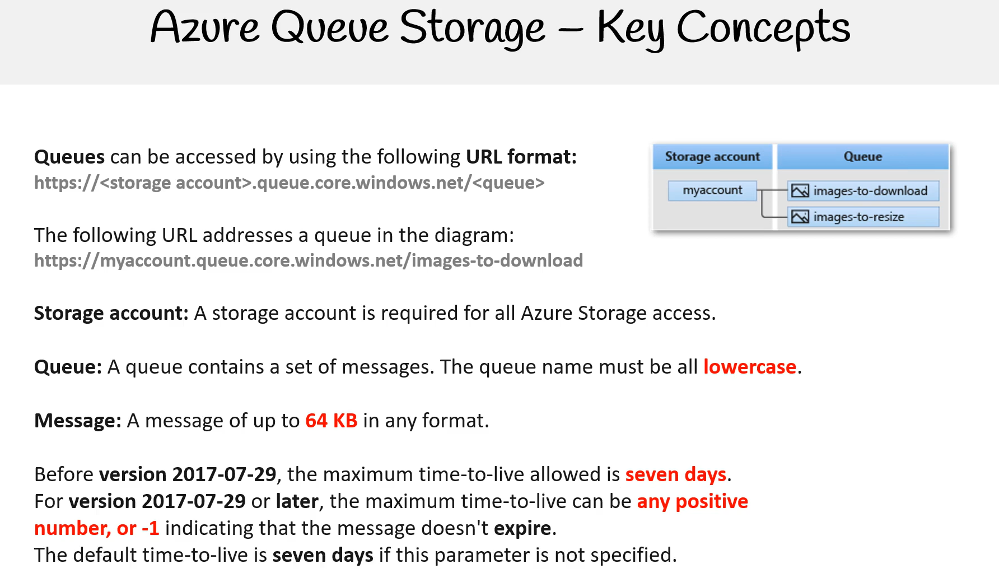 Azure Queue Storage – Key Concepts
Queues can be accessed by using the following URL format:
https://<storage account>.queue.core.windows.net/<queue>
The following URL addresses a queue in the diagram:
https://myaccount.queue.core.windows.net/images-to-download
Storage account Queue
myaccount images-to-download
images-to-resize
Storage account: A storage account is required for all Azure Storage access.
Queue: A queue contains a set of messages. The queue name must be all lowercase.
Message: A message of up to 64 KB in any format.
Before version 2017-07-29, the maximum time-to-live allowed is seven days.
For version 2017-07-29 or later, the maximum time-to-live can be any positive
number, or -1 indicating that the message doesn't expire.
The default time-to-live is seven days if this parameter is not specified.